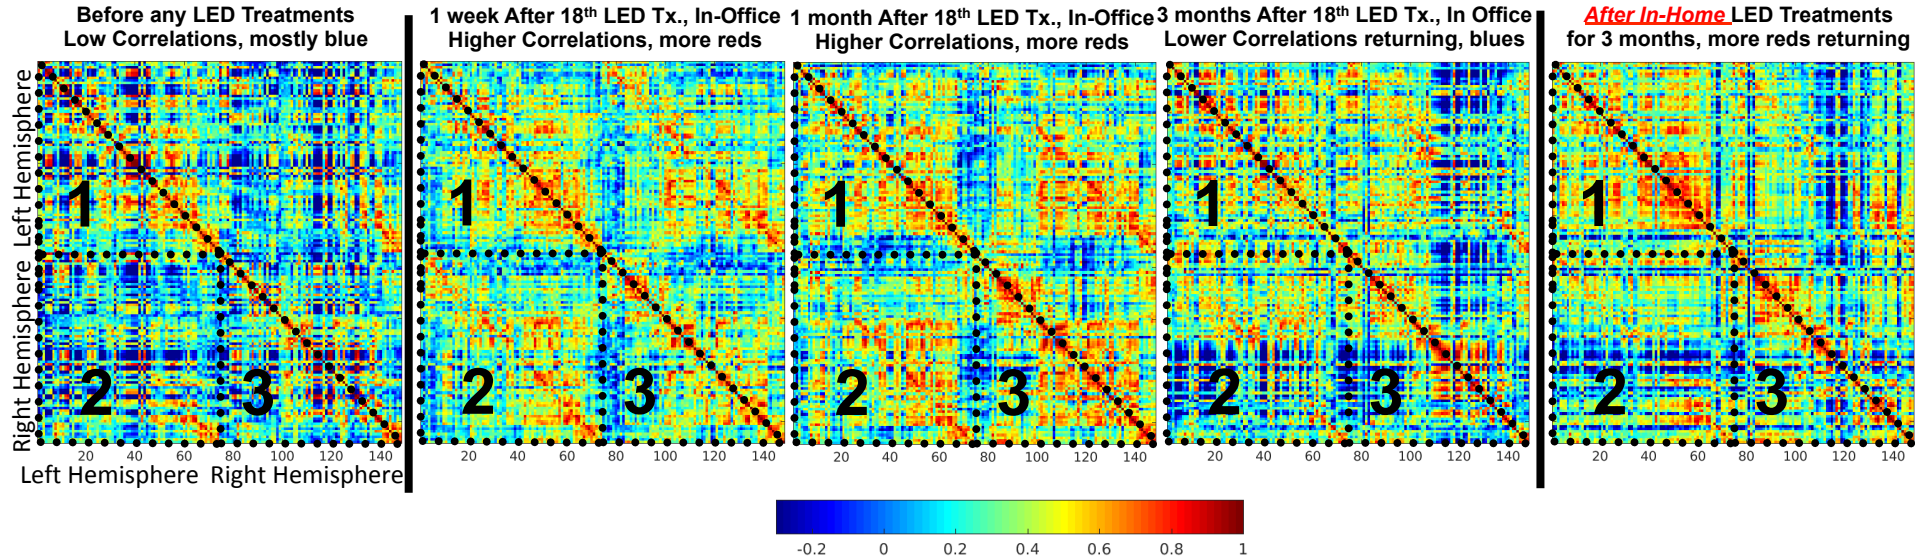 Before any LED Treatments
Low Correlations, mostly blue
1 week After 18th LED Tx., In-Office
Higher Correlations, more reds
1 month After 18th LED Tx., In-Office
Higher Correlations, more reds
3 months After 18th LED Tx., In Office
Lower Correlations returning, blues
After In-Home LED Treatments
for 3 months, more reds returning
Left Hemisphere
Right Hemisphere
1
2
3
1
2
3
1
2
3
1
2
3
1
2
3
20 40 60 80 100 120 140
20 40 60 80 100 120 140
20 40 60 80 100 120 140
20 40 60 80 100 120 140
20 40 60 80 100 120 140
Left Hemisphere Right Hemisphere
-0.2 0 0.2 0.4 0.6 0.8 1